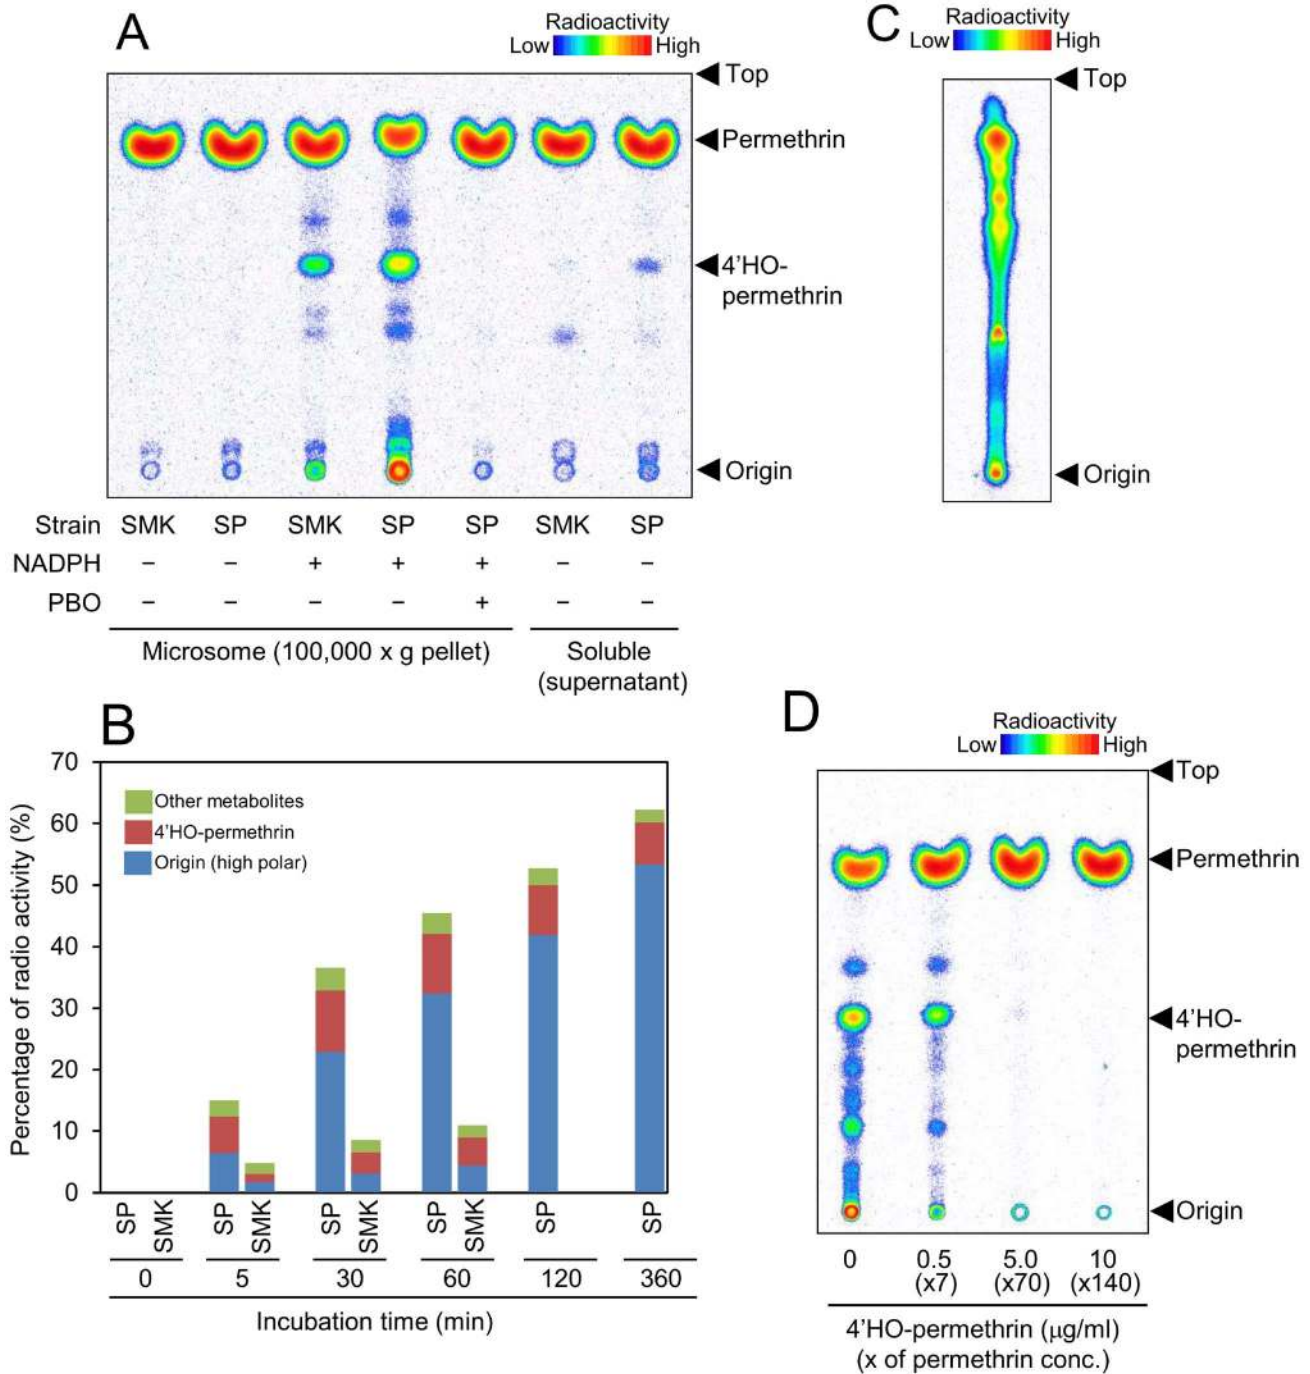 A
Radioactivity
Low High
Top
Permethrin
4'HO-
permethrin
Origin
Strain SMK SP SMK SP SP SMK SP
NADPH – – + + + – –
PBO – – – – + – –
Microsome (100,000 x g pellet)
Soluble
(supernatant)
C
Radioactivity
Low High
Top
Origin
B
Percentage of radio activity (%)
70
60
50
40
30
20
10
0
Other metabolites
4'HO-permethrin
Origin (high polar)
SP SMK SP SMK SP SMK SP SMK SP SP
0 5 30 60 120 360
Incubation time (min)
D
Radioactivity
Low High
Top
Permethrin
4'HO-
permethrin
Origin
0 0.5 5.0 10
(x7) (x70) (x140)
4'HO-permethrin (μg/ml)
(x of permethrin conc.)